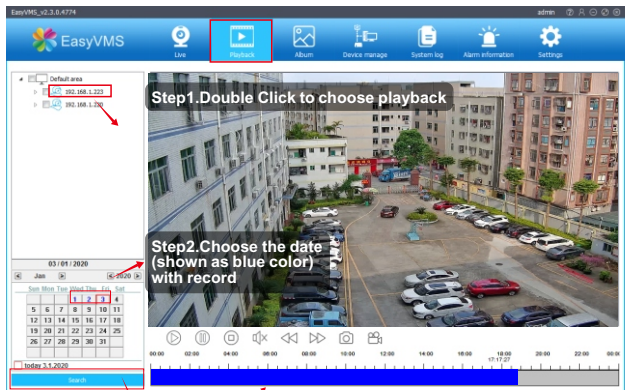 EasyVMS_v2.3.0.4774 admin
EasyVMS
Live Playback Album Device manage System log Alarm information Settings
Default area
192.168.1.223
192.168.1.220
Step1.Double Click to choose playback
Step2.Choose the date
(shown as blue color)
with record
03 / 01 / 2020
Jan 2020
Sun Mon Tue Wed Thu Fri Sat
1 2 3 4
5 6 7 8 9 10 11
12 13 14 15 16 17 18
19 20 21 22 23 24 25
26 27 28 29 30 31
today 3.1.2020
Search
00:00 02:00 04:00 06:00 08:00 10:00 12:00 14:00 16:00 18:00 20:00 22:00 00:00
17:17:27